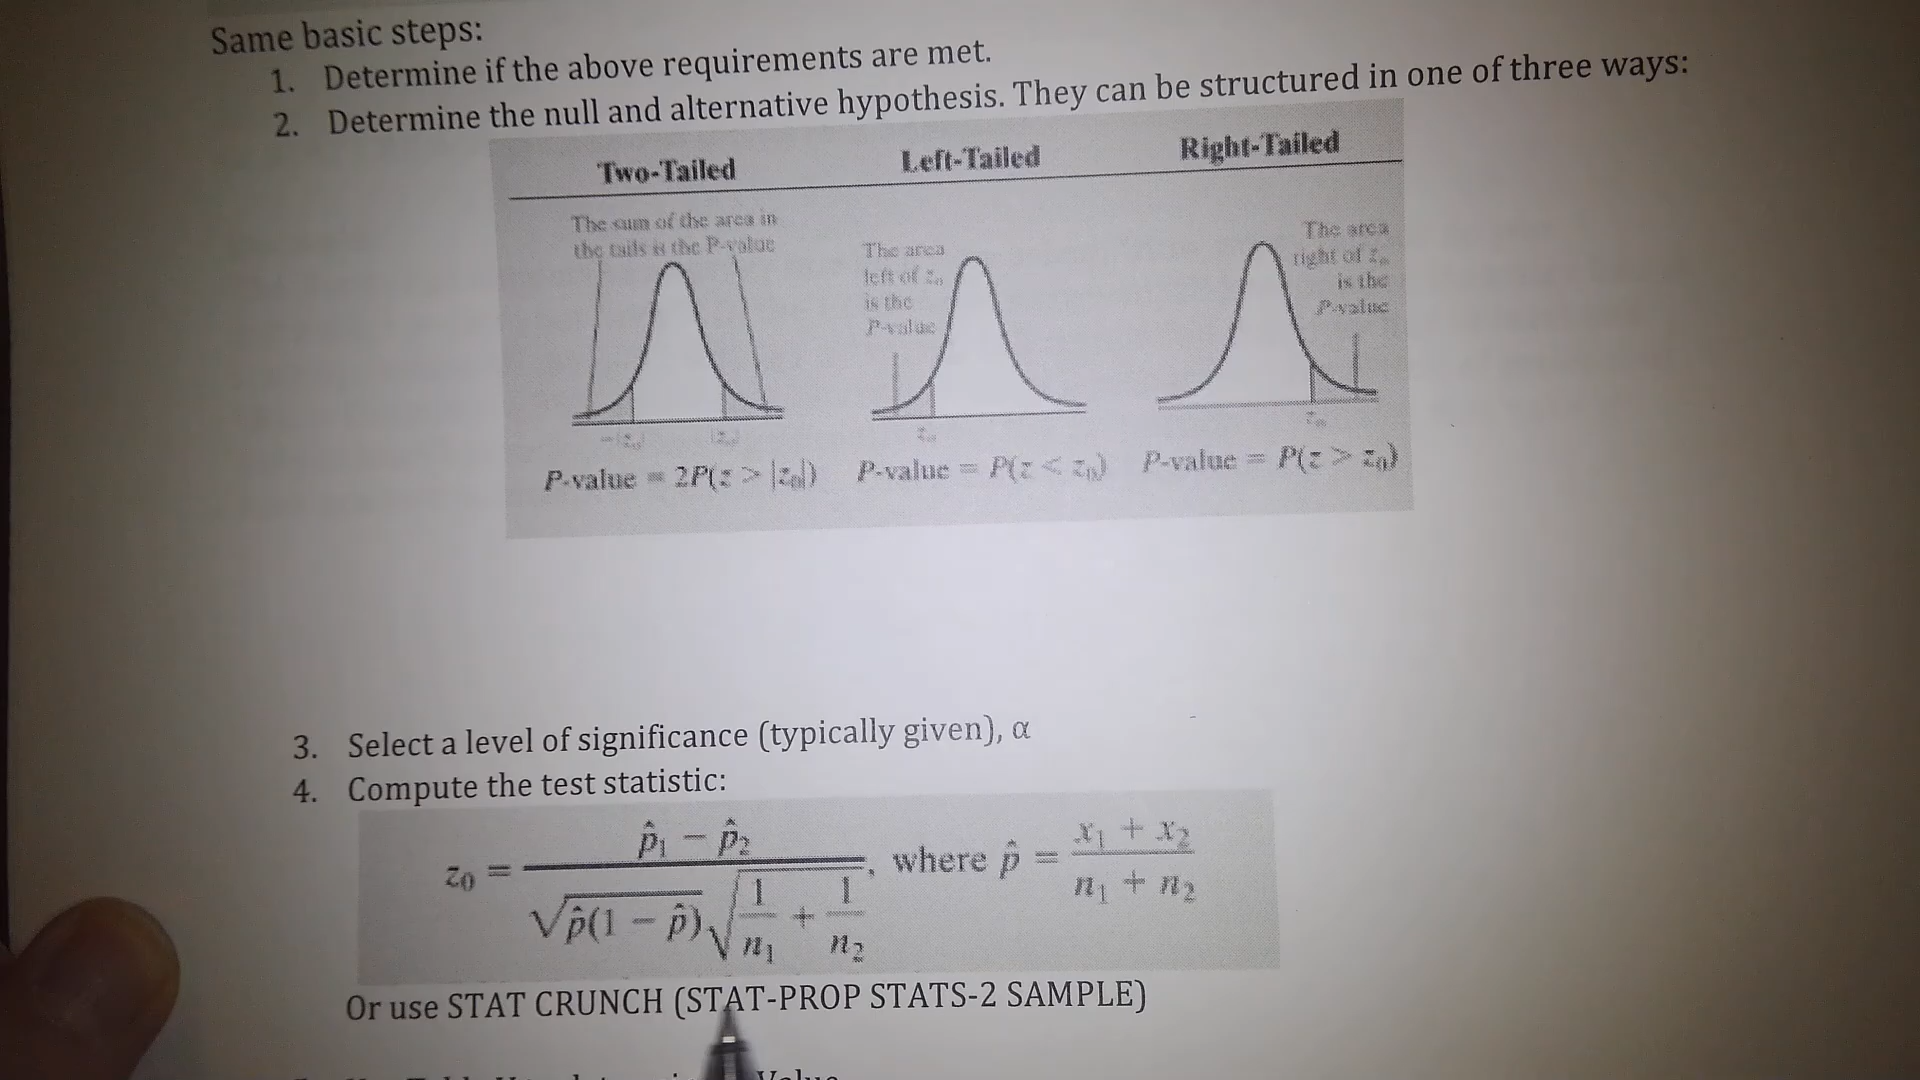 Same basic steps:
1. Determine if the above requirements are met.
2. Determine the null and alternative hypothesis. They can be structured in one of three ways:
Two-Tailed Left-Tailed Right-Tailed
The sum of the area in
the tails is the P-value
The area
left of z₀
is the
P-value
The area
right of z₀
is the
P-value
−|z₀| |z₀|
z₀
z₀
P-value = 2P(z > |z₀|) P-value = P(z < z₀) P-value = P(z > z₀)
3. Select a level of significance (typically given), α
4. Compute the test statistic:
z₀ = (p̂₁ − p̂₂) / (√p̂(1 − p̂) √(1/n₁ + 1/n₂)), where p̂ = (x₁ + x₂) / (n₁ + n₂)
Or use STAT CRUNCH (STAT-PROP STATS-2 SAMPLE)
Value